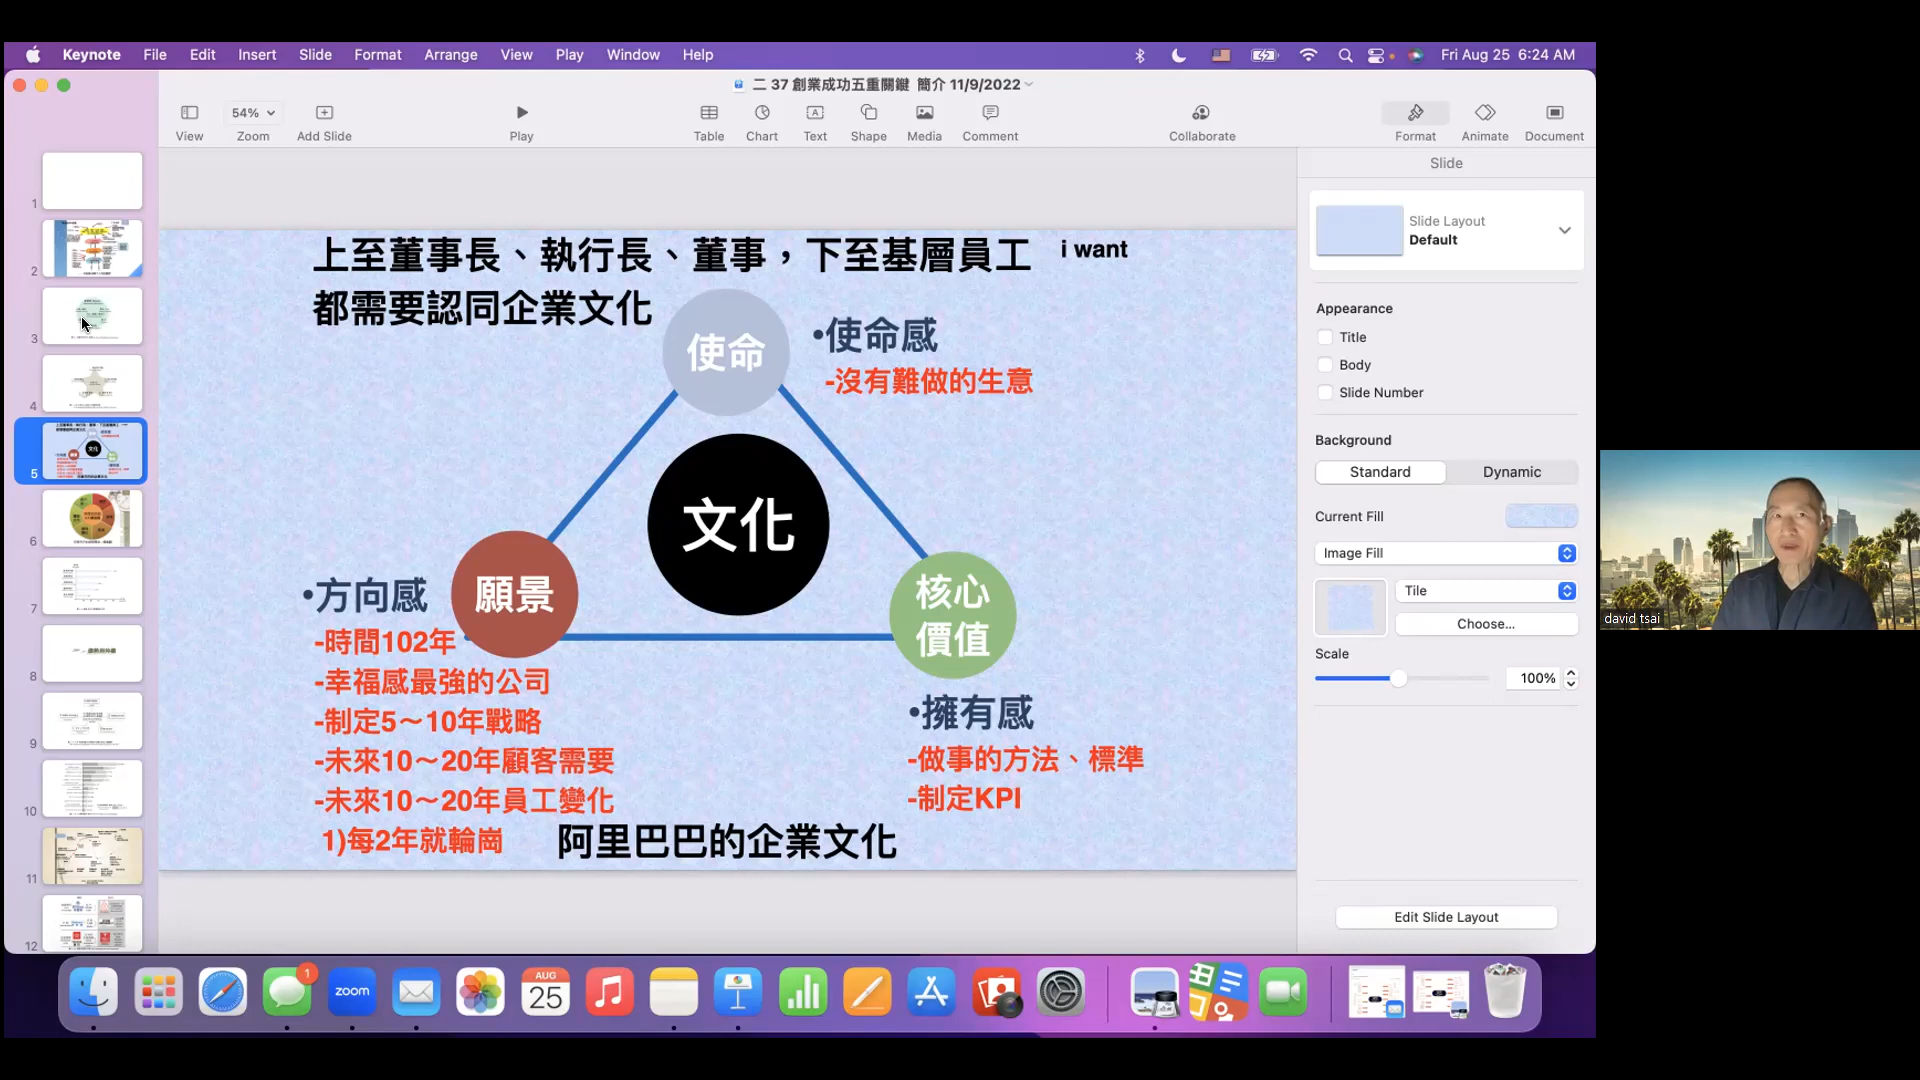 Keynote File Edit Insert Slide Format Arrange View Play Window Help
Fri Aug 25 6:24 AM
二 37 創業成功五重關鍵 簡介 11/9/2022
54%
View Zoom Add Slide Play Table Chart Text Shape Media Comment Collaborate Format Animate Document
Slide
Slide Layout
Default
Appearance
Title
Body
Slide Number
Background
Standard Dynamic
Current Fill
Image Fill
Tile
Choose...
Scale
100%
Edit Slide Layout
1
2
3
4
5
6
7
8
9
10
11
12
上至董事長、執行長、董事，下至基層員工 i want
都需要認同企業文化
使命
•使命感
-沒有難做的生意
文化
願景
•方向感
-時間102年
-幸福感最強的公司
-制定5～10年戰略
-未來10～20年顧客需要
-未來10～20年員工變化
1)每2年就輪崗
核心
價值
•擁有感
-做事的方法、標準
-制定KPI
阿里巴巴的企業文化
david tsai
1
zoom
AUG
25